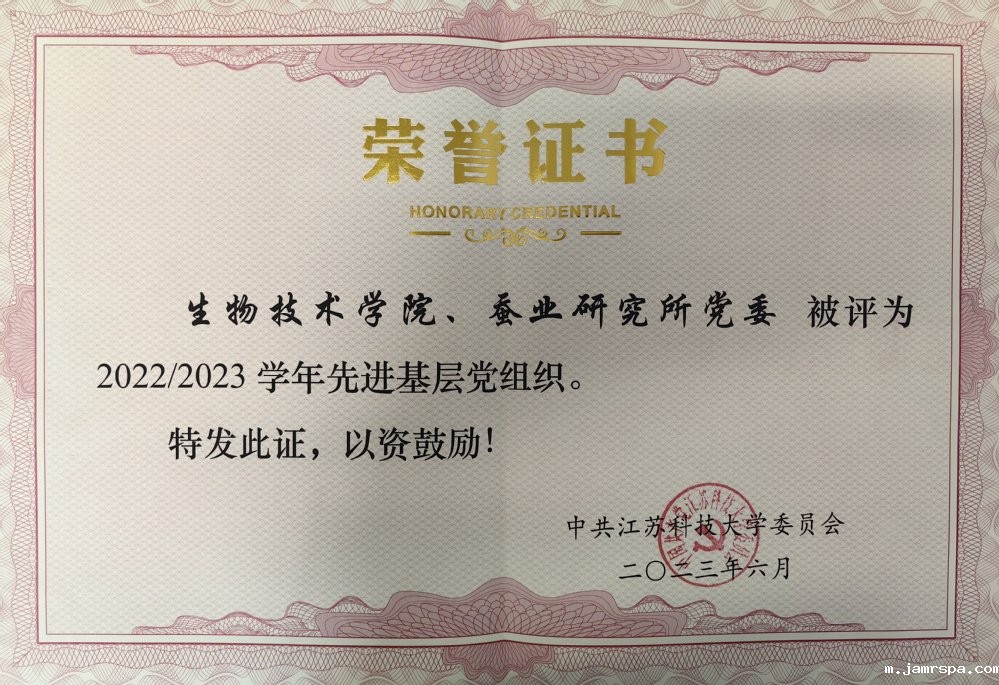 荣誉证书
HONORARY CREDENTIAL
生物技术学院、蚕业研究所党委 被评为
2022/2023 学年先进基层党组织。
特发此证，以资鼓励！
中共江苏科技大学委员会
二〇二三年六月
m.jamrspa.com